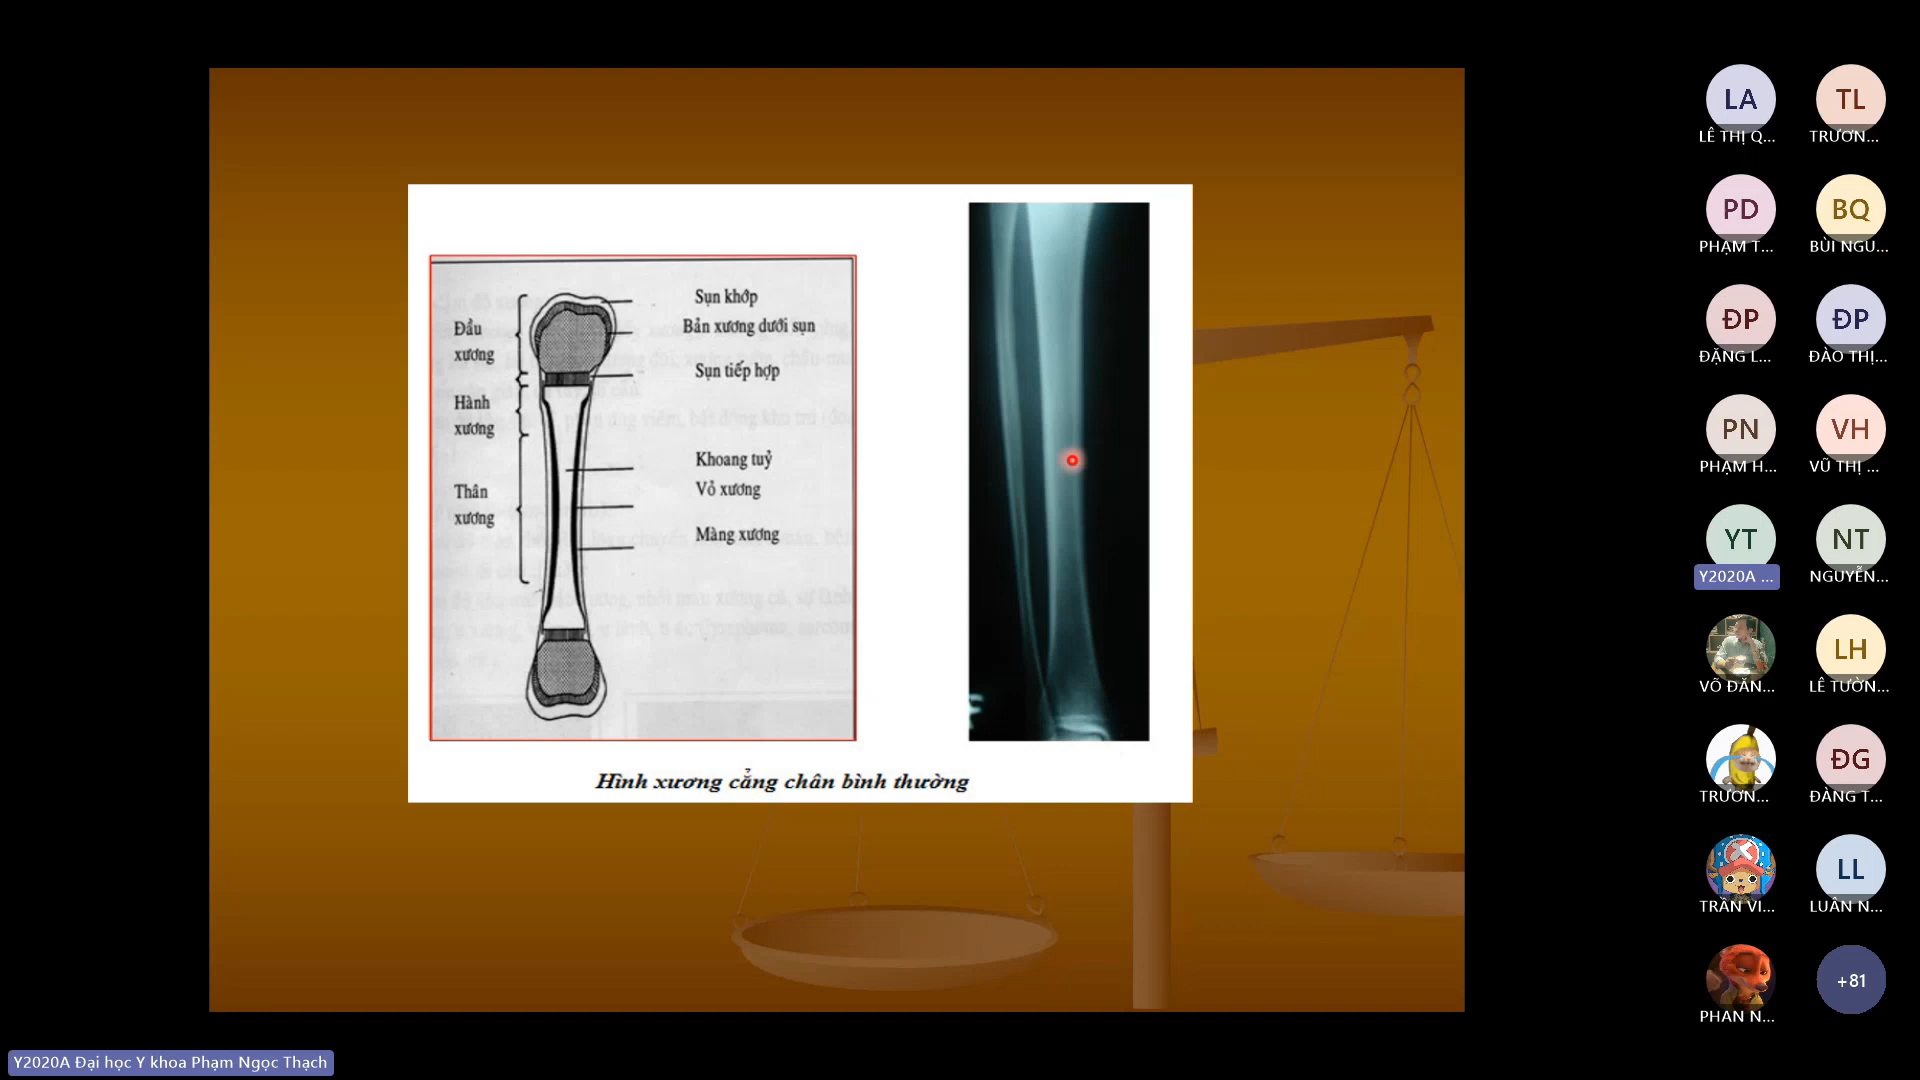 Đầu
xương
Hành
xương
Thân
xương
Sụn khớp
Bản xương dưới sụn
Sụn tiếp hợp
Khoang tuỷ
Vỏ xương
Màng xương
Hình xương cẳng chân bình thường
LA
LÊ THỊ Q...
TL
TRƯƠN...
PD
PHẠM T...
BQ
BÙI NGU...
ĐP
ĐẶNG L...
ĐP
ĐÀO THỊ...
PN
PHẠM H...
VH
VŨ THỊ ...
YT
Y2020A ...
NT
NGUYỄN...
VÕ ĐĂN...
LH
LÊ TƯỜN...
TRƯƠN...
ĐG
ĐÀNG T...
TRẦN VI...
LL
LUÂN N...
PHAN N...
+81
Y2020A Đại học Y khoa Phạm Ngọc Thạch